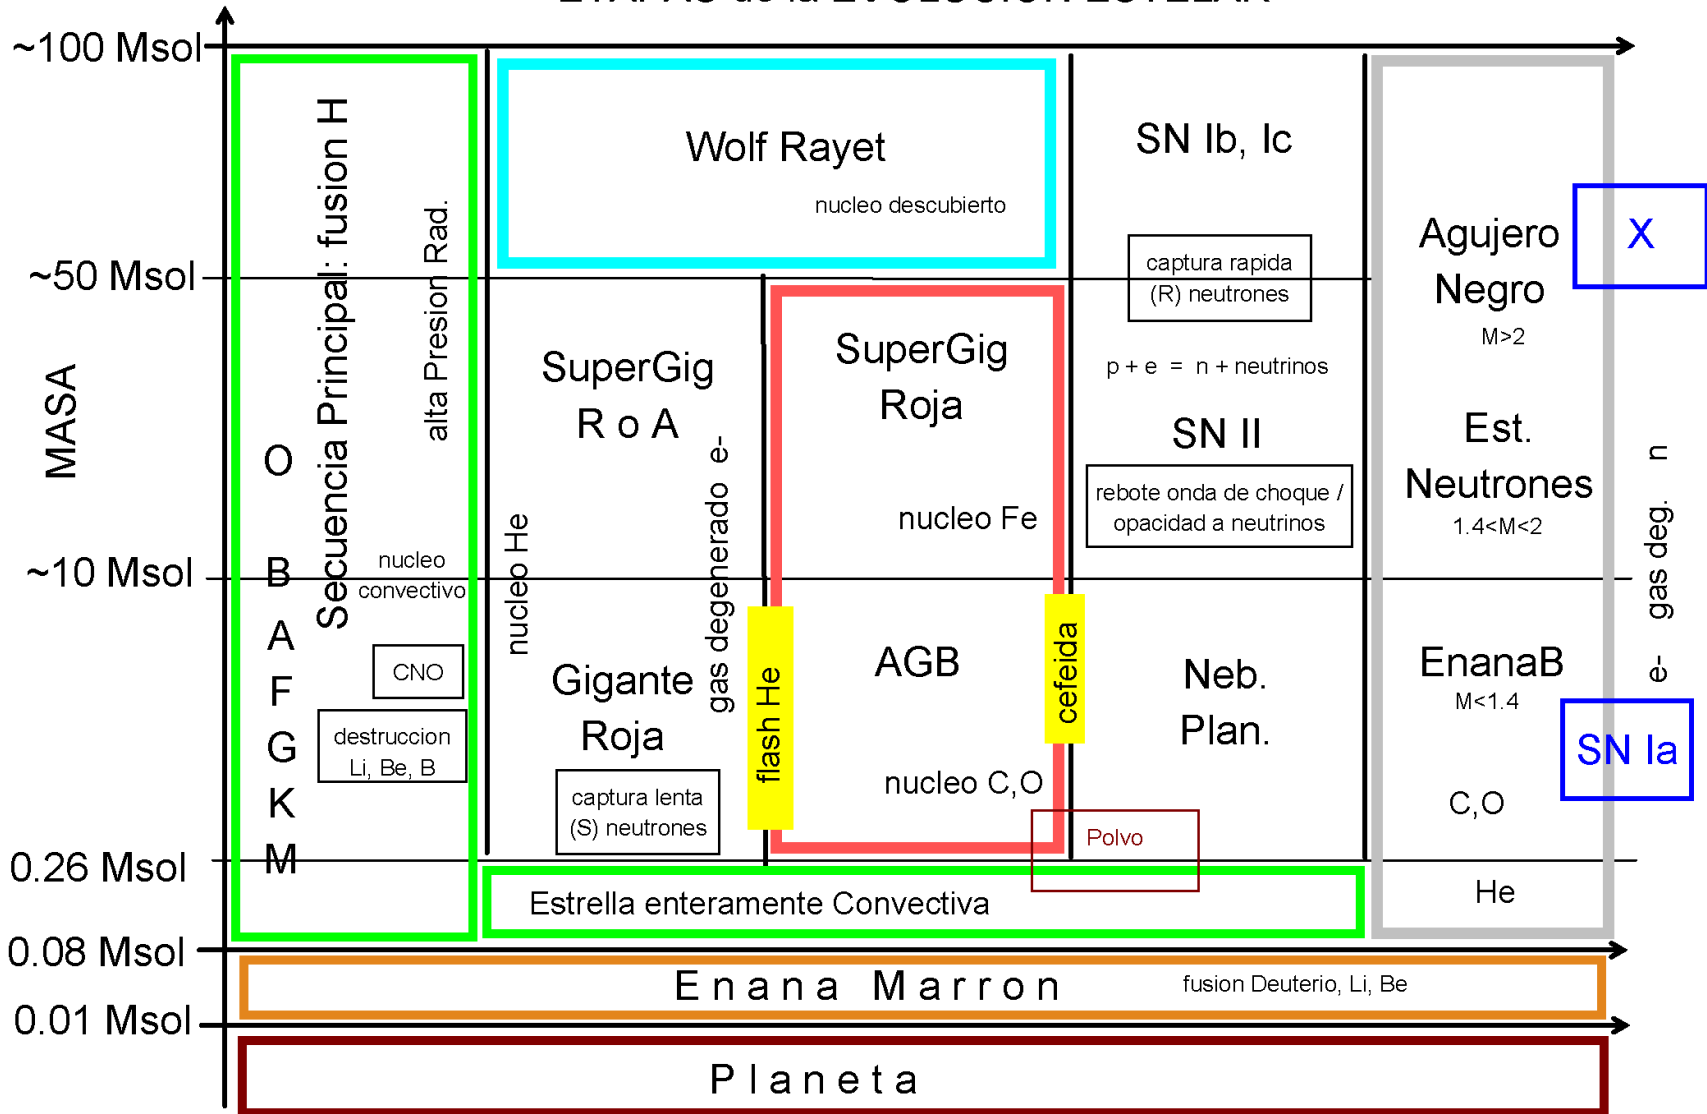 ETAPAS de la EVOLUCION ESTELAR
~100 Msol
~50 Msol
MASA
~10 Msol
0.26 Msol
0.08 Msol
0.01 Msol
Secuencia Principal: fusion H
alta Presion Rad.
O
B
A
F
G
K
M
nucleo
convectivo
CNO
destruccion
Li, Be, B
Wolf Rayet
nucleo descubierto
SuperGig
R o A
nucleo He
gas degenerado e-
Gigante
Roja
captura lenta
(S) neutrones
flash He
SuperGig
Roja
nucleo Fe
AGB
nucleo C,O
cefeida
Polvo
SN Ib, Ic
captura rapida
(R) neutrones
p + e = n + neutrinos
SN II
rebote onda de choque /
opacidad a neutrinos
Neb.
Plan.
Agujero
Negro
M>2
X
Est.
Neutrones
1.4<M<2
EnanaB
M<1.4
SN Ia
C,O
He
e- gas deg. n
Estrella enteramente Convectiva
Enana Marron
fusion Deuterio, Li, Be
Planeta